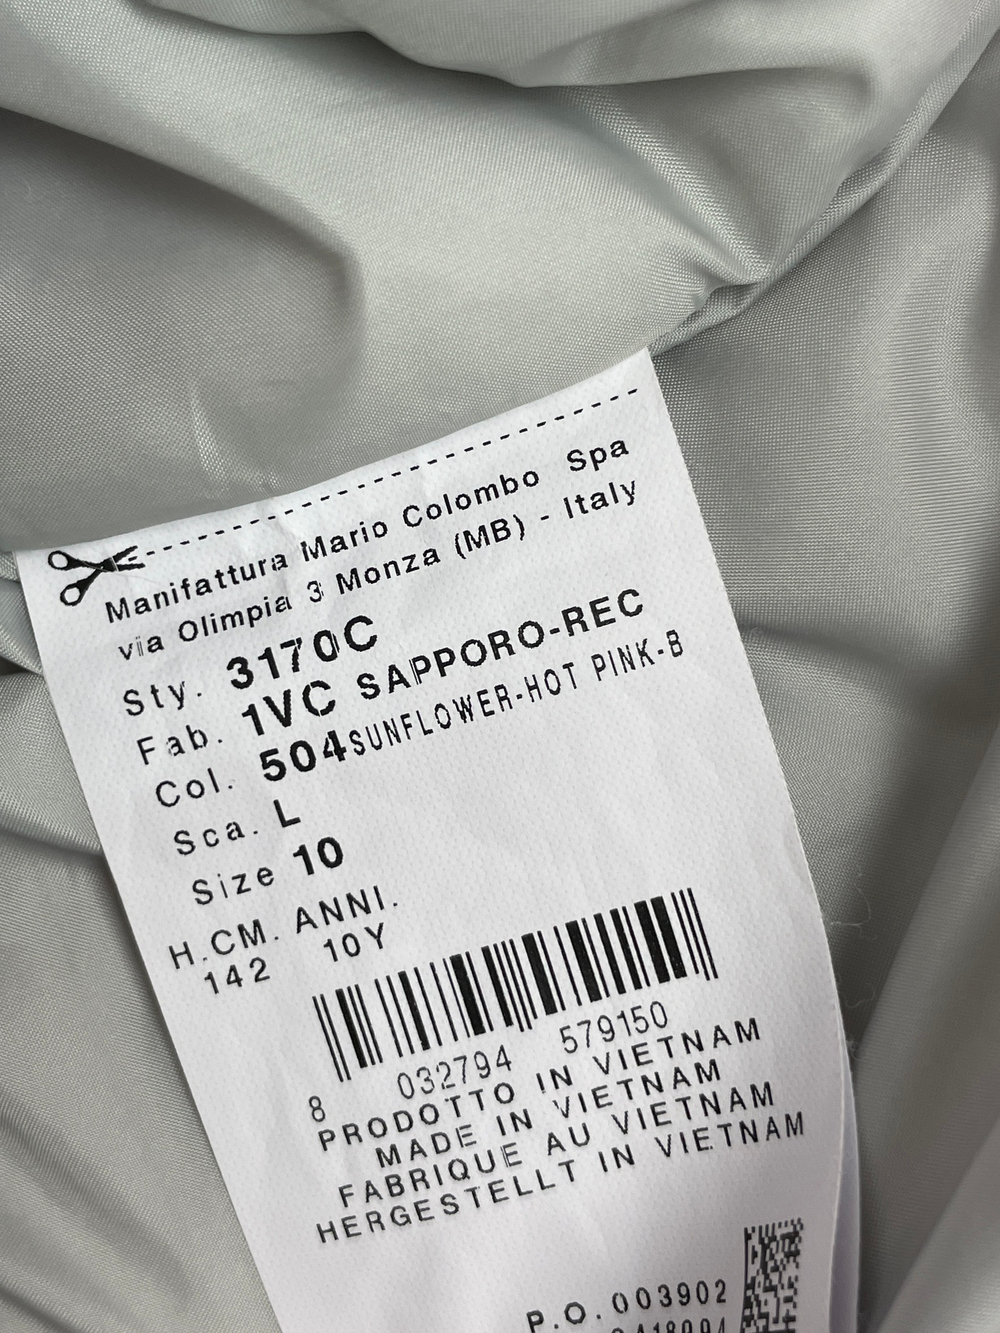 Manifattura Mario Colombo Spa
via Olimpia 3 Monza (MB) - Italy
Sty. 3170C
Fab. 1VC SAPPORO-REC
Col. 504SUNFLOWER-HOT PINK-B
Sca. L
Size 10
H.CM. ANNI.
142 10Y
8 032794 579150
PRODOTTO IN VIETNAM
MADE IN VIETNAM
FABRIQUE AU VIETNAM
HERGESTELLT IN VIETNAM
P.O. 003902